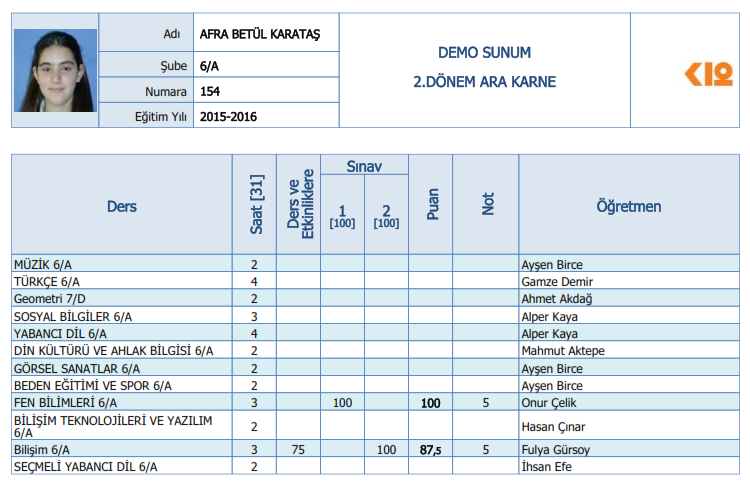 Adı AFRA BETÜL KARATAŞ
Şube 6/A
Numara 154
Eğitim Yılı 2015-2016
DEMO SUNUM
2.DÖNEM ARA KARNE
K12
Ders Saat [31] Ders ve Etkinliklere Sınav Puan Not Öğretmen
1 [100] 2 [100]
MÜZİK 6/A 2 Ayşen Birce
TÜRKÇE 6/A 4 Gamze Demir
Geometri 7/D 2 Ahmet Akdağ
SOSYAL BİLGİLER 6/A 3 Alper Kaya
YABANCI DİL 6/A 4 Alper Kaya
DİN KÜLTÜRÜ VE AHLAK BİLGİSİ 6/A 2 Mahmut Aktepe
GÖRSEL SANATLAR 6/A 2 Ayşen Birce
BEDEN EĞİTİMİ VE SPOR 6/A 2 Ayşen Birce
FEN BİLİMLERİ 6/A 3 100 100 5 Onur Çelik
BİLİŞİM TEKNOLOJİLERİ VE YAZILIM
6/A 2 Hasan Çınar
Bilişim 6/A 3 75 100 87,5 5 Fulya Gürsoy
SEÇMELİ YABANCI DİL 6/A 2 İhsan Efe